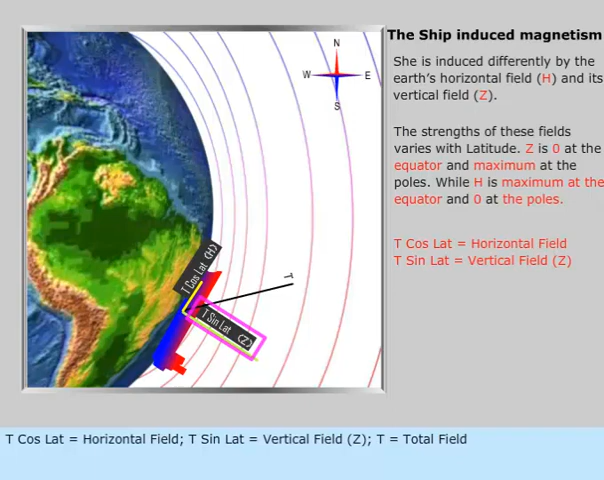 The Ship induced magnetism
She is induced differently by the
earth's horizontal field (H) and its
vertical field (Z).
The strengths of these fields
varies with Latitude. Z is 0 at the
equator and maximum at the
poles. While H is maximum at the
equator and 0 at the poles.
T Cos Lat = Horizontal Field
T Sin Lat = Vertical Field (Z)
N
W E
S
T Cos Lat (H)
T
T Sin Lat (Z)
T Cos Lat = Horizontal Field; T Sin Lat = Vertical Field (Z); T = Total Field